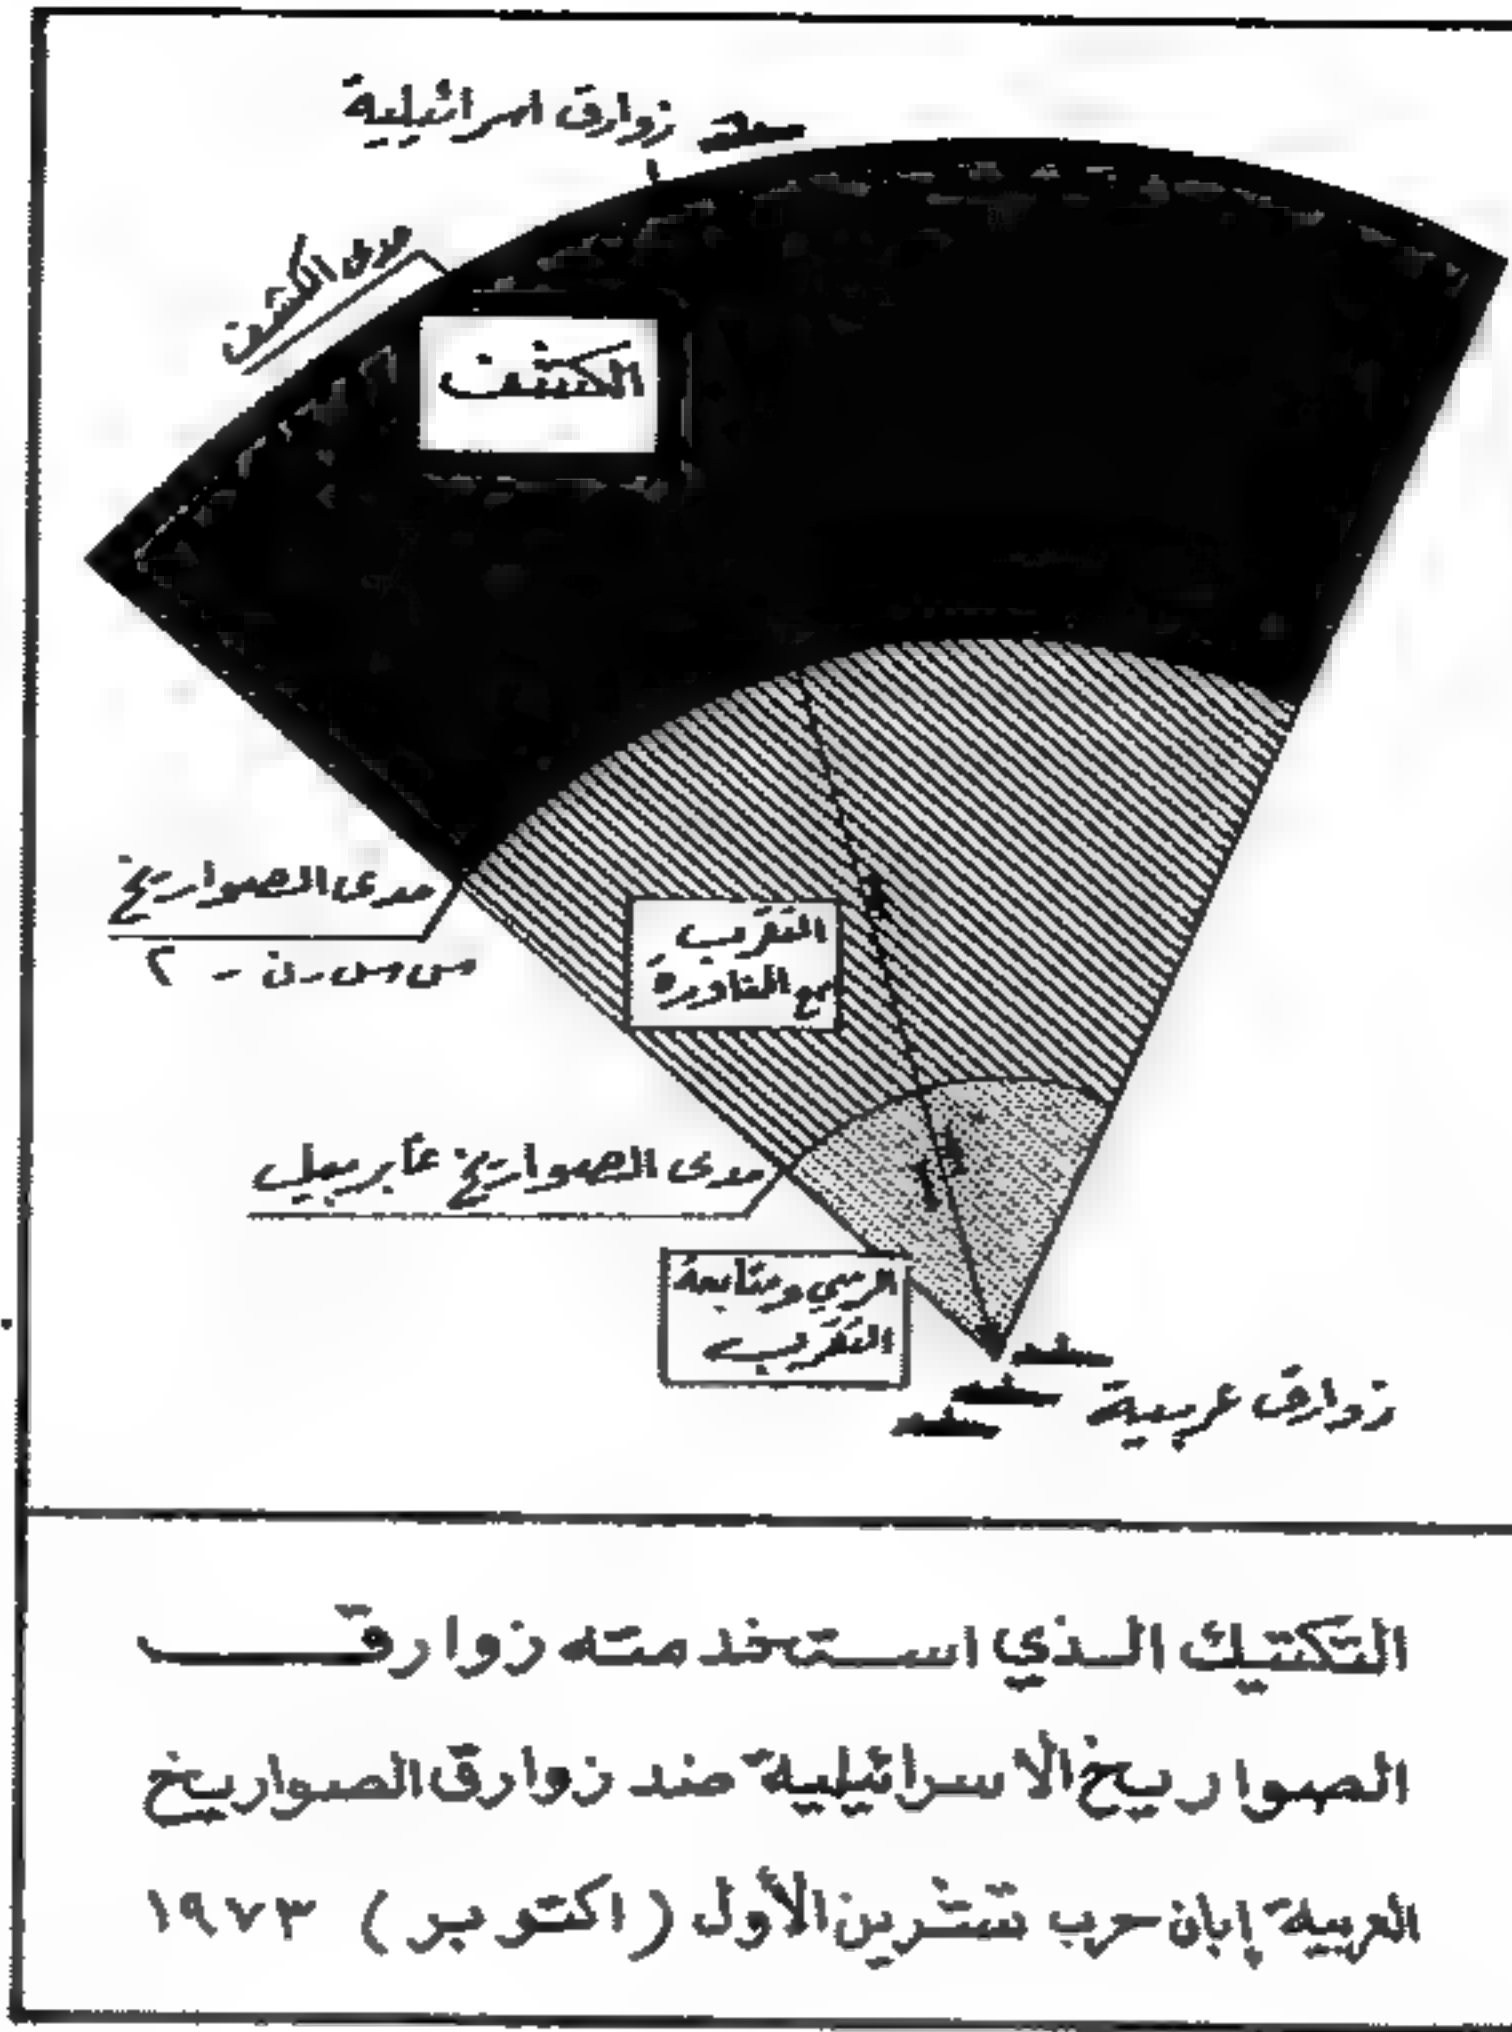 زوارق اسرائيلية
مدى الكشف
الكشف
مدى الصواريخ
س س ن - ٢
التقرب
مع المناورة
مدى الصواريخ غابرييل
الرمي ومتابعة
التقرب
زوارق عربية
التكتيك الذي استخدمته زوارق
الصواريخ الاسرائيلية ضد زوارق الصواريخ
العربية إبان حرب تشرين الأول (اكتوبر) ١٩٧٣